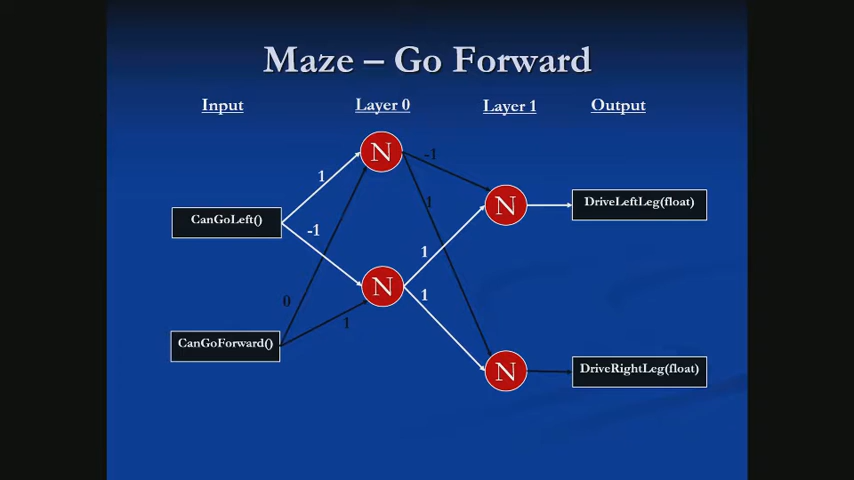 Maze – Go Forward
Input
Layer 0
Layer 1
Output
N
-1
1
1
CanGoLeft()
-1
N
DriveLeftLeg(float)
1
N
0
1
1
CanGoForward()
N
DriveRightLeg(float)